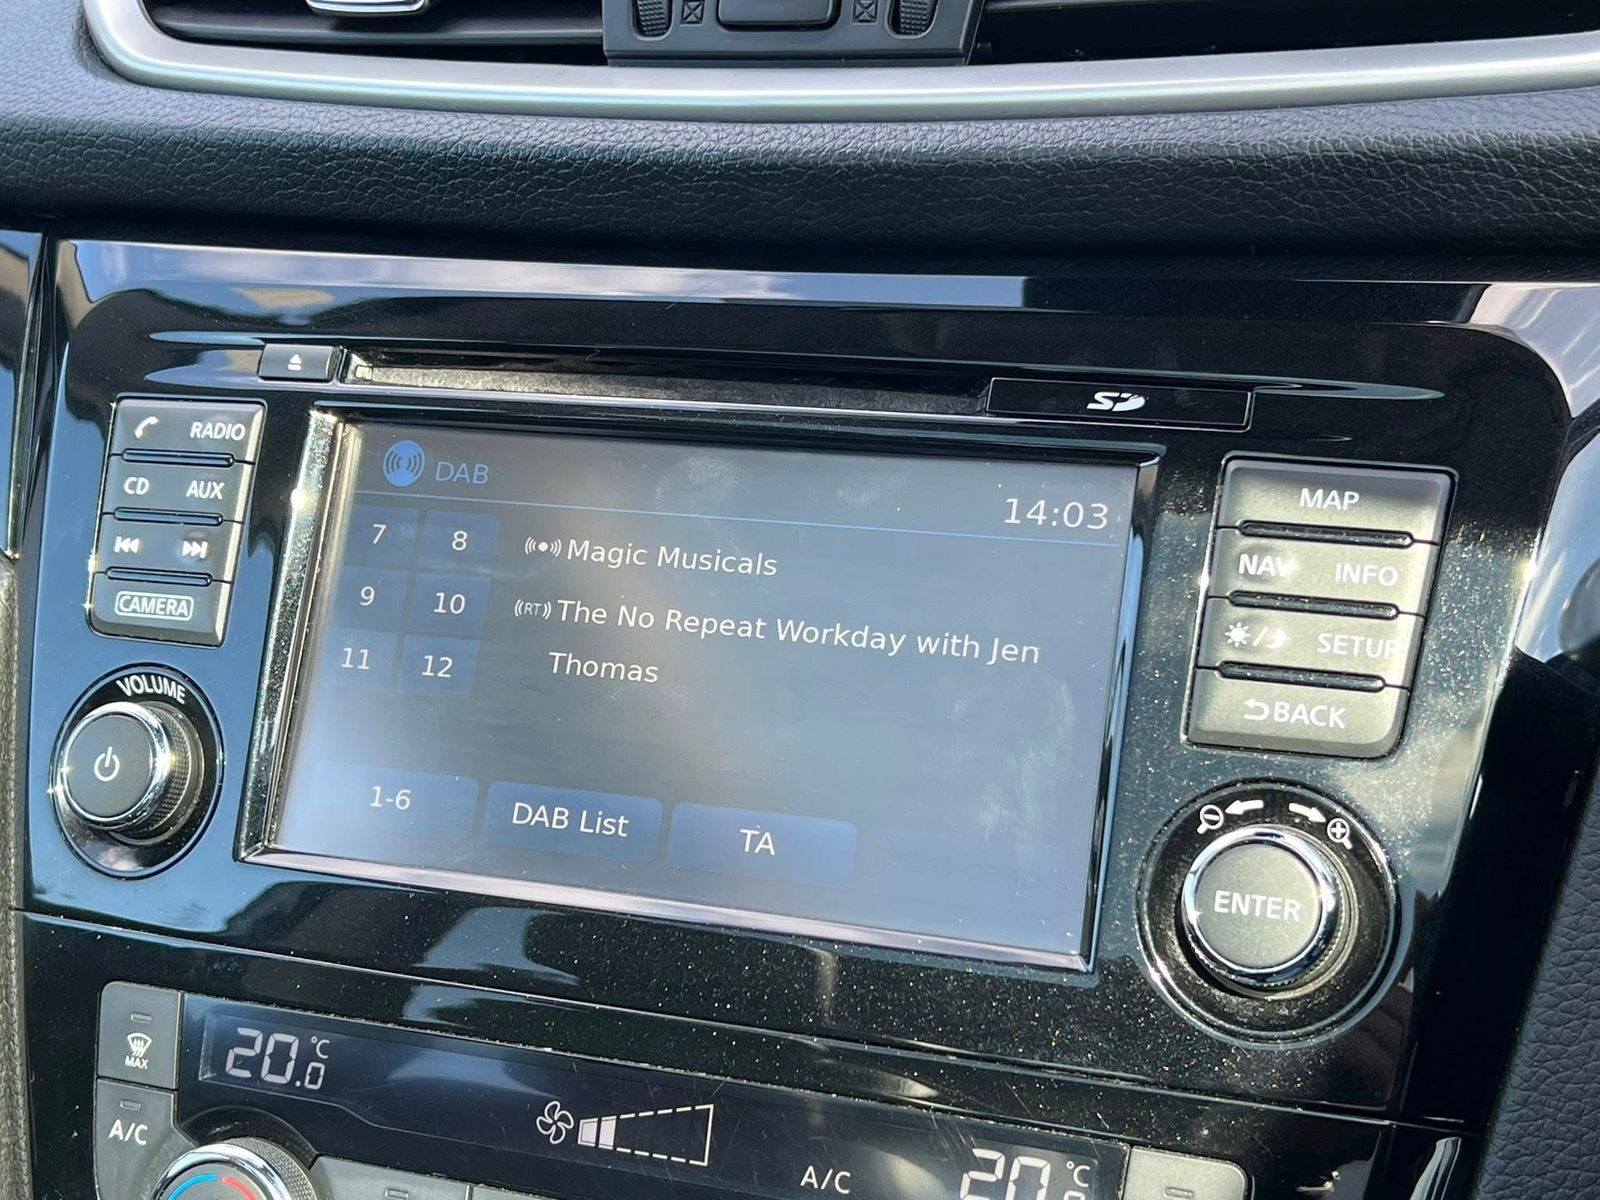 SD
RADIO
CD AUX
CAMERA
VOLUME
DAB
14:03
7 8
9 10
11 12
Magic Musicals
RT The No Repeat Workday with Jen
Thomas
1-6 DAB List TA
MAP
NAV INFO
SETUP
BACK
ENTER
MAX
20.0 °C
A/C
A/C
20. °C